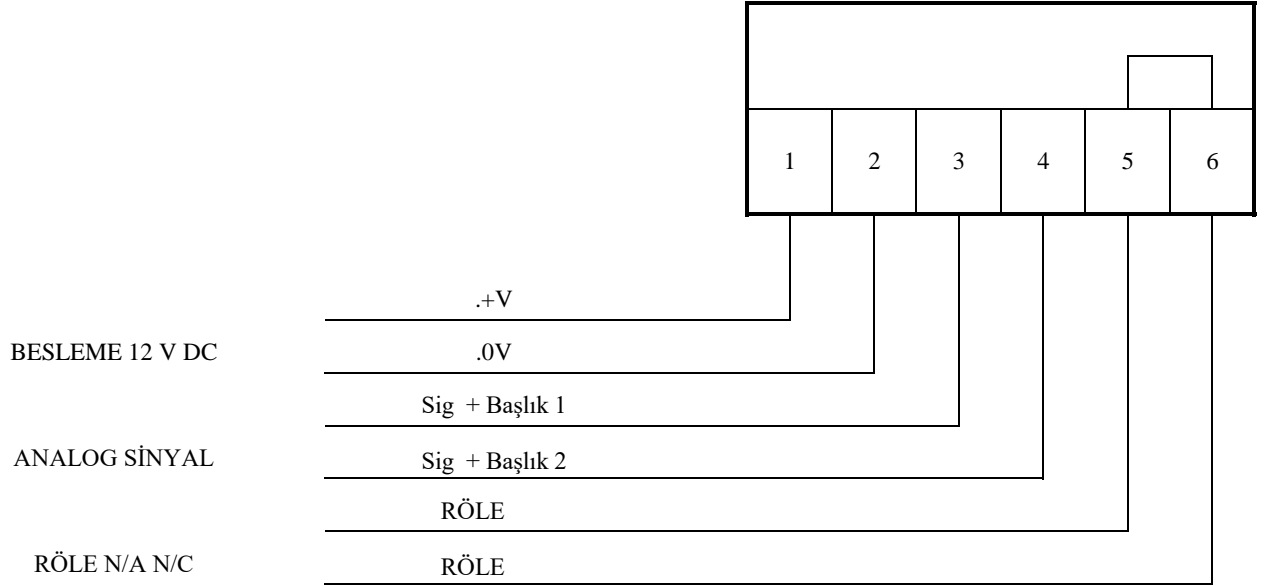 1 2 3 4 5 6
.+V
BESLEME 12 V DC
.0V
Sig + Başlık 1
ANALOG SİNYAL
Sig + Başlık 2
RÖLE
RÖLE N/A N/C
RÖLE